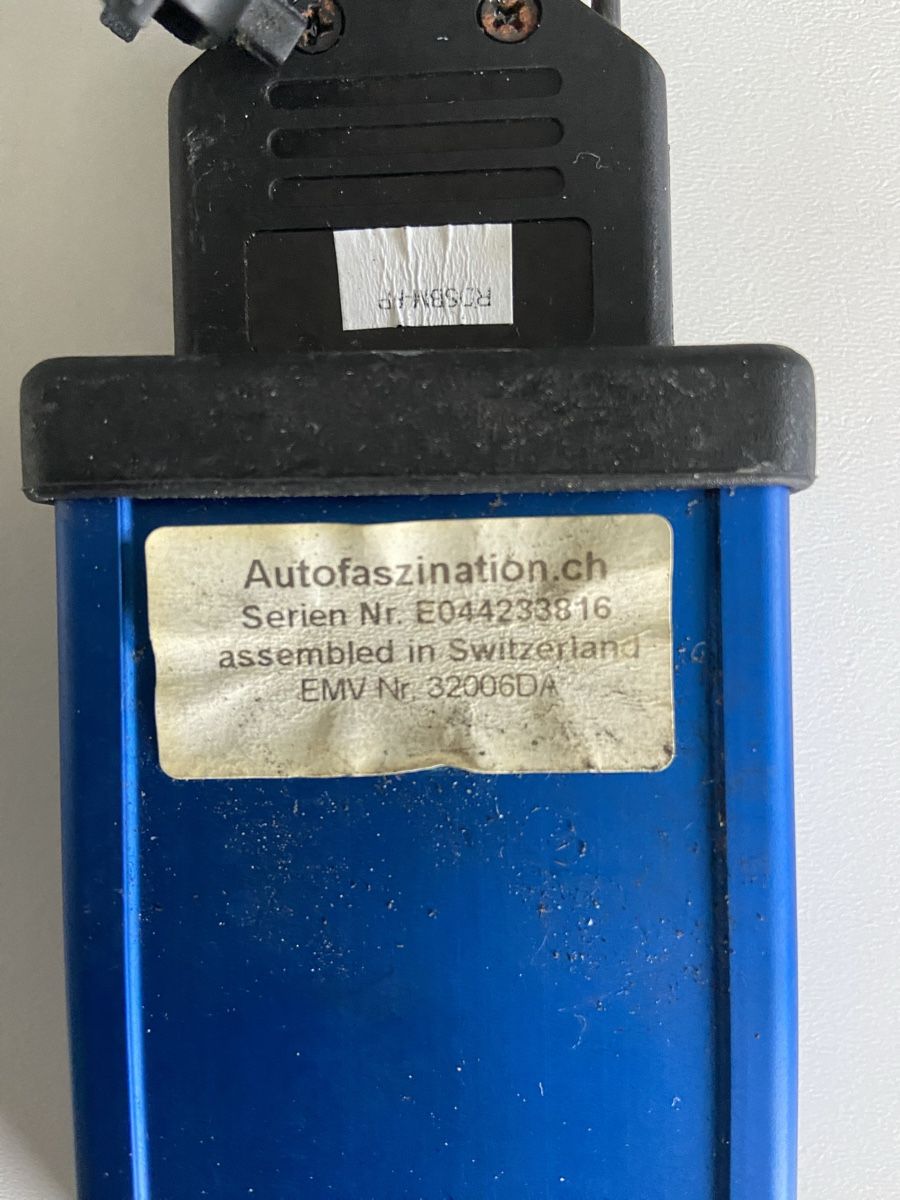 Autofaszination.ch
Serien Nr. E044233816
assembled in Switzerland
EMV Nr. 32006DA